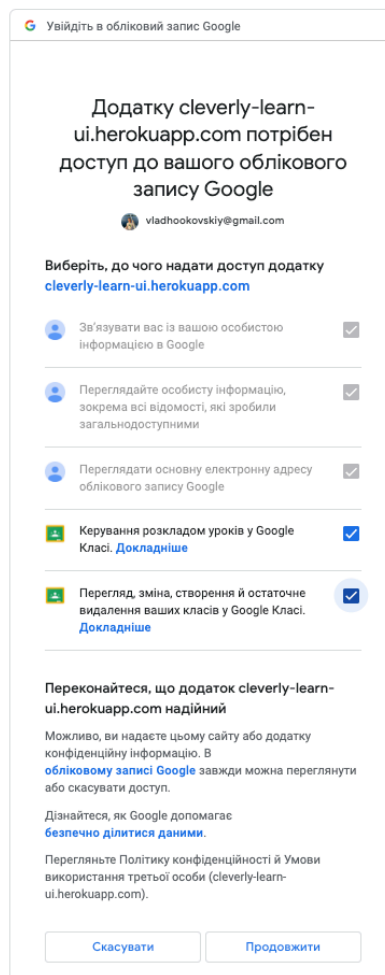 Увійдіть в обліковий запис Google
Додатку cleverly-learn-
ui.herokuapp.com потрібен
доступ до вашого облікового
запису Google
vladhookovskiy@gmail.com
Виберіть, до чого надати доступ додатку
cleverly-learn-ui.herokuapp.com
Зв'язувати вас із вашою особистою
інформацією в Google
Переглядайте особисту інформацію,
зокрема всі відомості, які зробили
загальнодоступними
Переглядати основну електронну адресу
облікового запису Google
Керування розкладом уроків у Google
Класі. Докладніше
Перегляд, зміна, створення й остаточне
видалення ваших класів у Google Класі.
Докладніше
Переконайтеся, що додаток cleverly-learn-
ui.herokuapp.com надійний
Можливо, ви надаєте цьому сайту або додатку
конфіденційну інформацію. В
обліковому записі Google завжди можна переглянути
або скасувати доступ.
Дізнайтеся, як Google допомагає
безпечно ділитися даними.
Перегляньте Політику конфіденційності й Умови
використання третьої особи (cleverly-learn-
ui.herokuapp.com).
Скасувати Продовжити